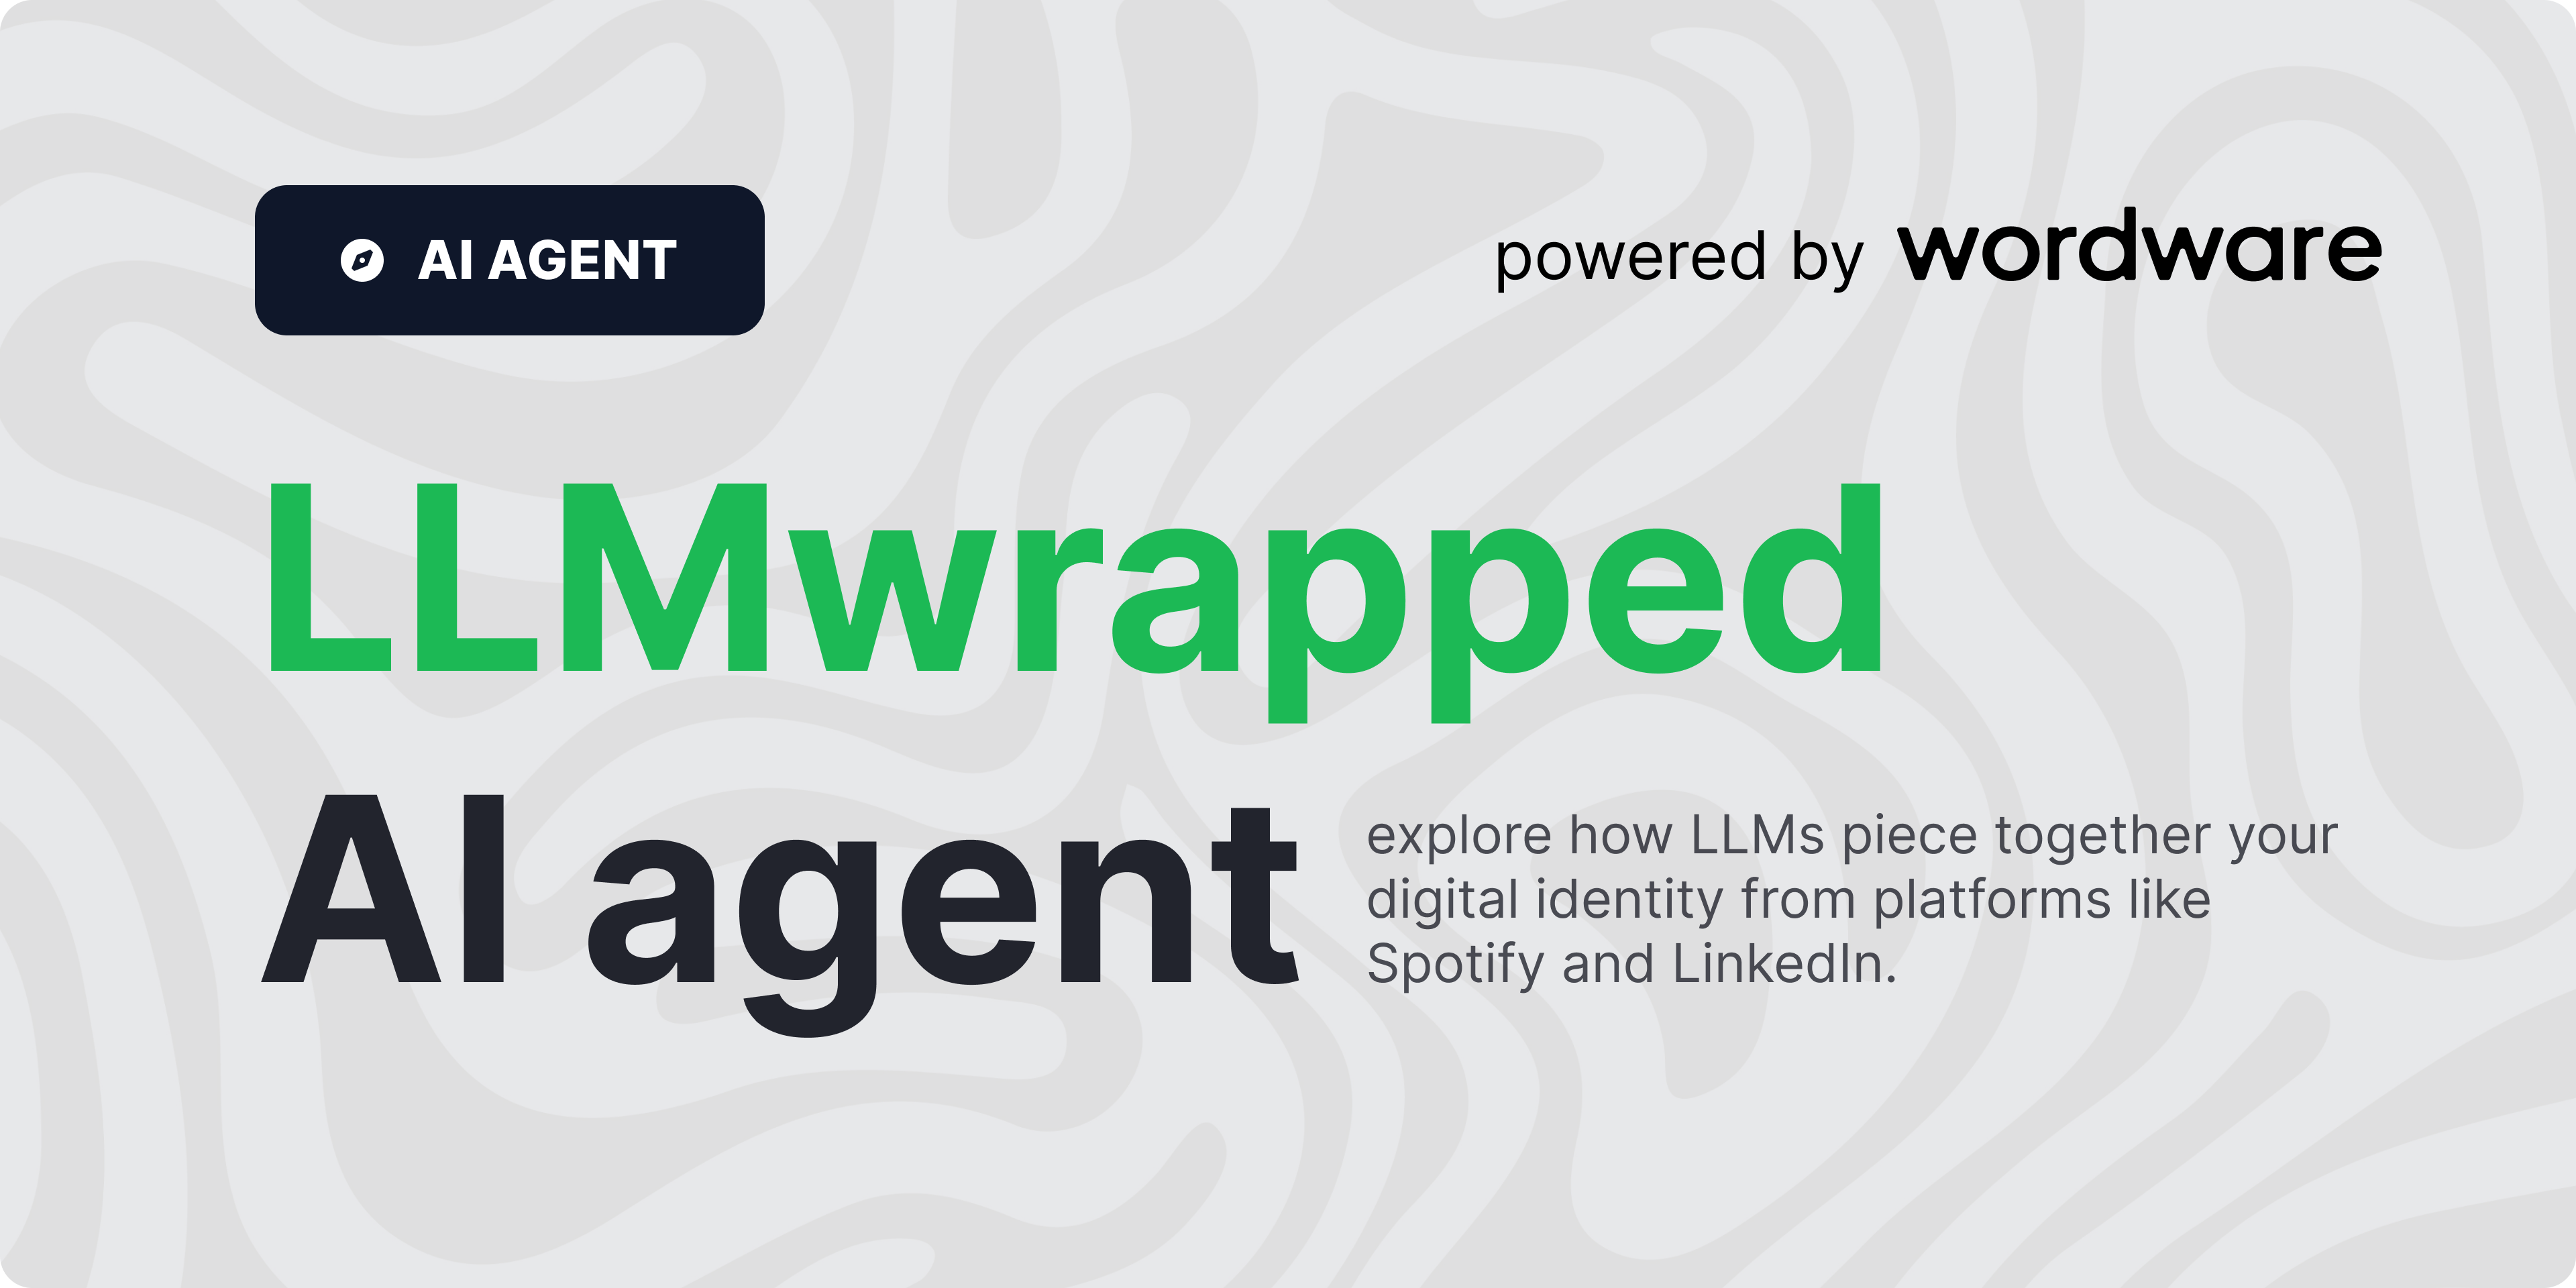 AI AGENT
powered by wordware
LLMwrapped
AI agent
explore how LLMs piece together your
digital identity from platforms like
Spotify and LinkedIn.